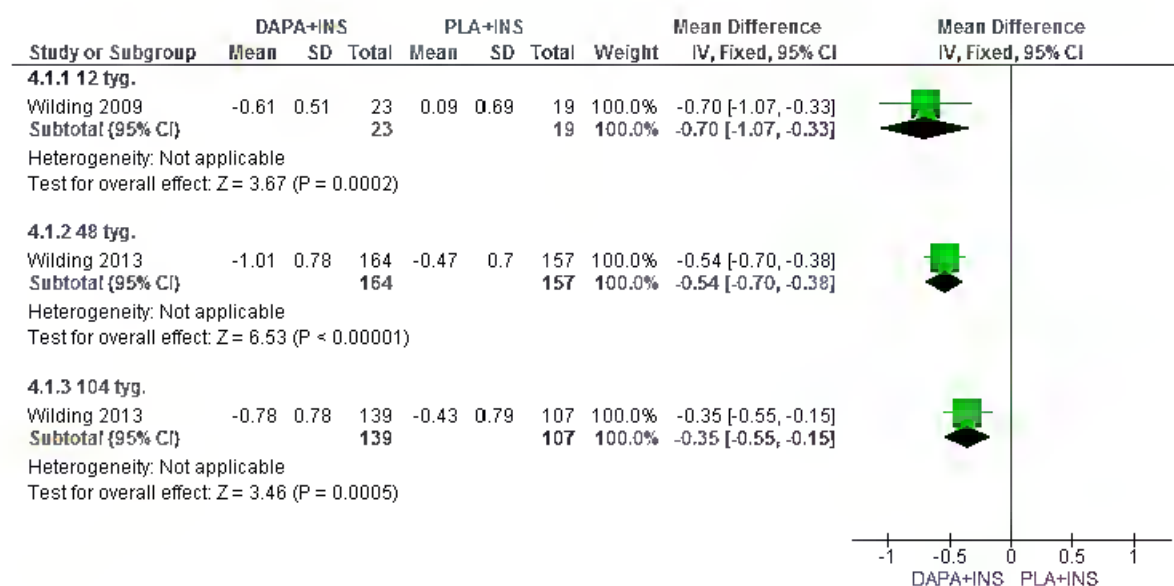 DAPA+INS PLA+INS Mean Difference Mean Difference
Study or Subgroup Mean SD Total Mean SD Total Weight IV, Fixed, 95% CI IV, Fixed, 95% CI
4.1.1 12 tyg.
Wilding 2009 -0.61 0.51 23 0.09 0.69 19 100.0% -0.70 [-1.07, -0.33]
Subtotal (95% CI) 23 19 100.0% -0.70 [-1.07, -0.33]
Heterogeneity: Not applicable
Test for overall effect: Z = 3.67 (P = 0.0002)
4.1.2 48 tyg.
Wilding 2013 -1.01 0.78 164 -0.47 0.7 157 100.0% -0.54 [-0.70, -0.38]
Subtotal (95% CI) 164 157 100.0% -0.54 [-0.70, -0.38]
Heterogeneity: Not applicable
Test for overall effect: Z = 6.53 (P < 0.00001)
4.1.3 104 tyg.
Wilding 2013 -0.78 0.78 139 -0.43 0.79 107 100.0% -0.35 [-0.55, -0.15]
Subtotal (95% CI) 139 107 100.0% -0.35 [-0.55, -0.15]
Heterogeneity: Not applicable
Test for overall effect: Z = 3.46 (P = 0.0005)
-1 -0.5 0 0.5 1
DAPA+INS PLA+INS